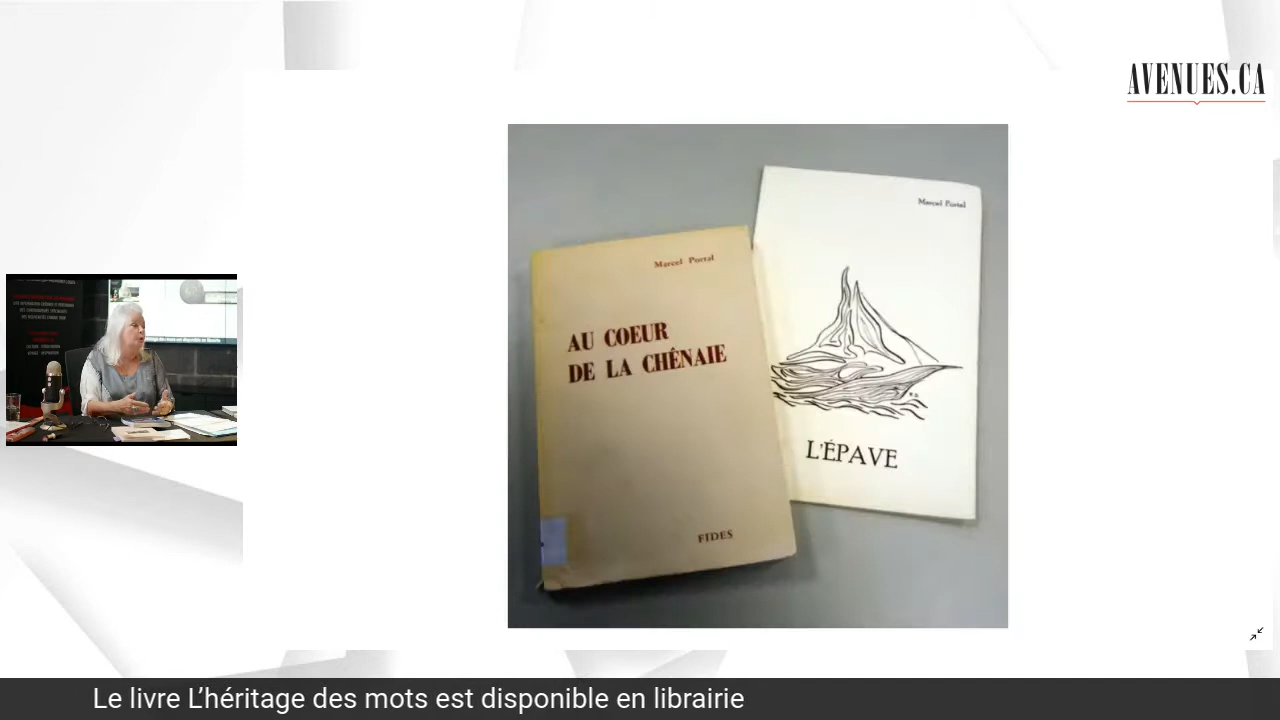 AVENUES.CA
Marcel Portal
Marcel Portal
AU COEUR
DE LA CHÊNAIE
L'ÉPAVE
FIDES
Le livre L’héritage des mots est disponible en librairie